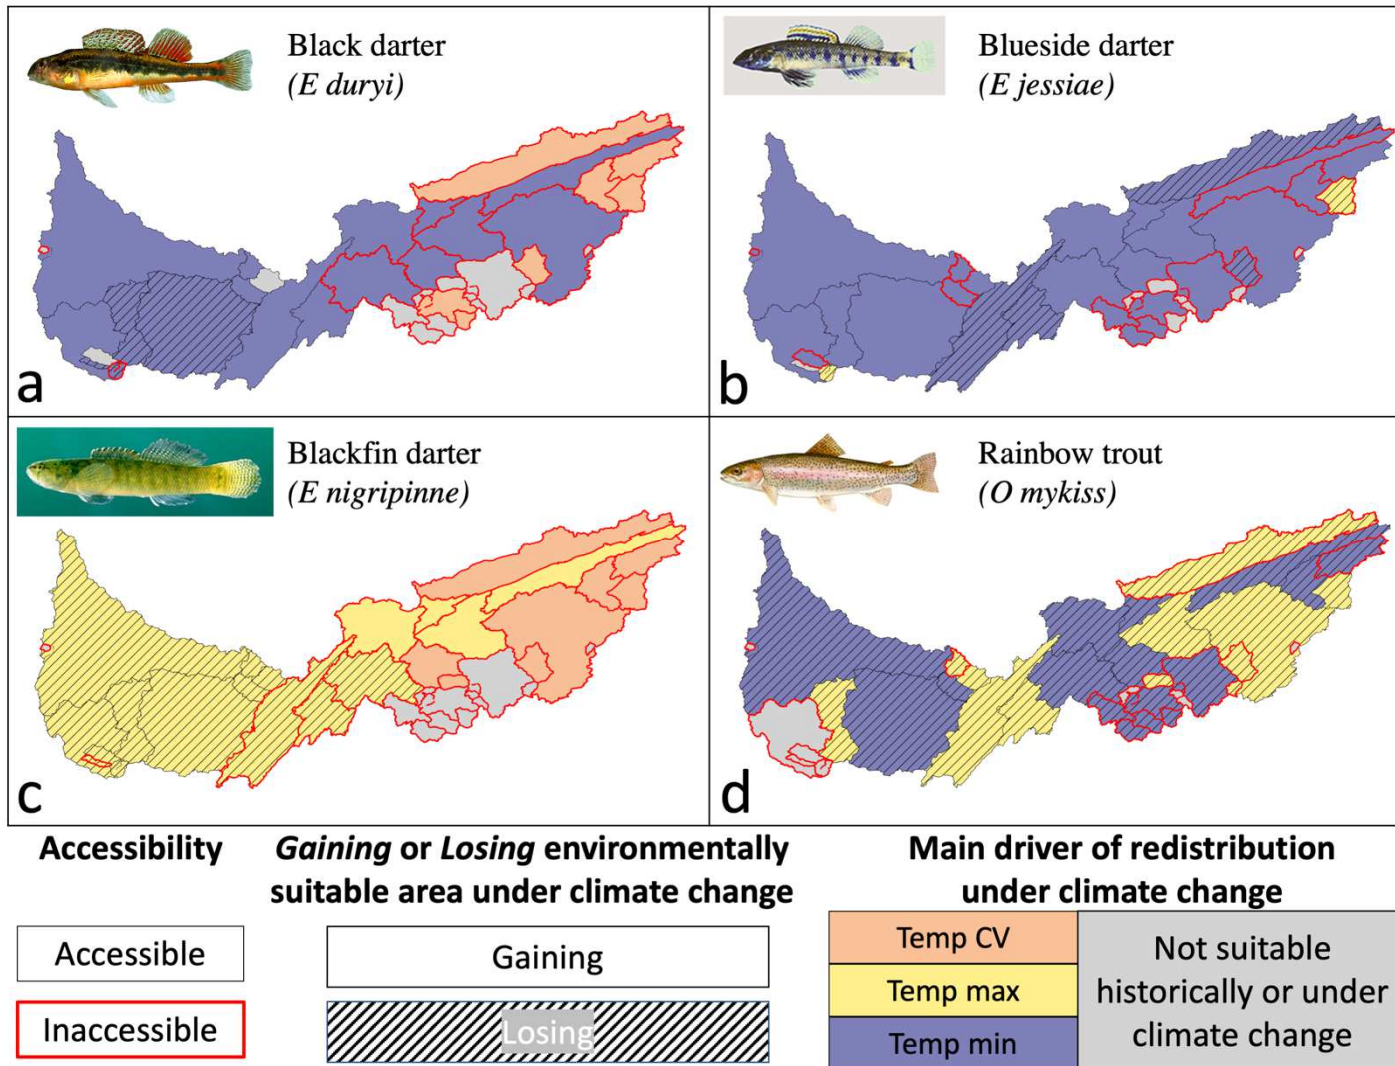 Black darter
(E duryi)
a
Blueside darter
(E jessiae)
b
Blackfin darter
(E nigripinne)
c
Rainbow trout
(O mykiss)
d
Accessibility
Accessible
Inaccessible
Gaining or Losing environmentally
suitable area under climate change
Gaining
Losing
Main driver of redistribution
under climate change
Temp CV
Temp max
Temp min
Not suitable
historically or under
climate change